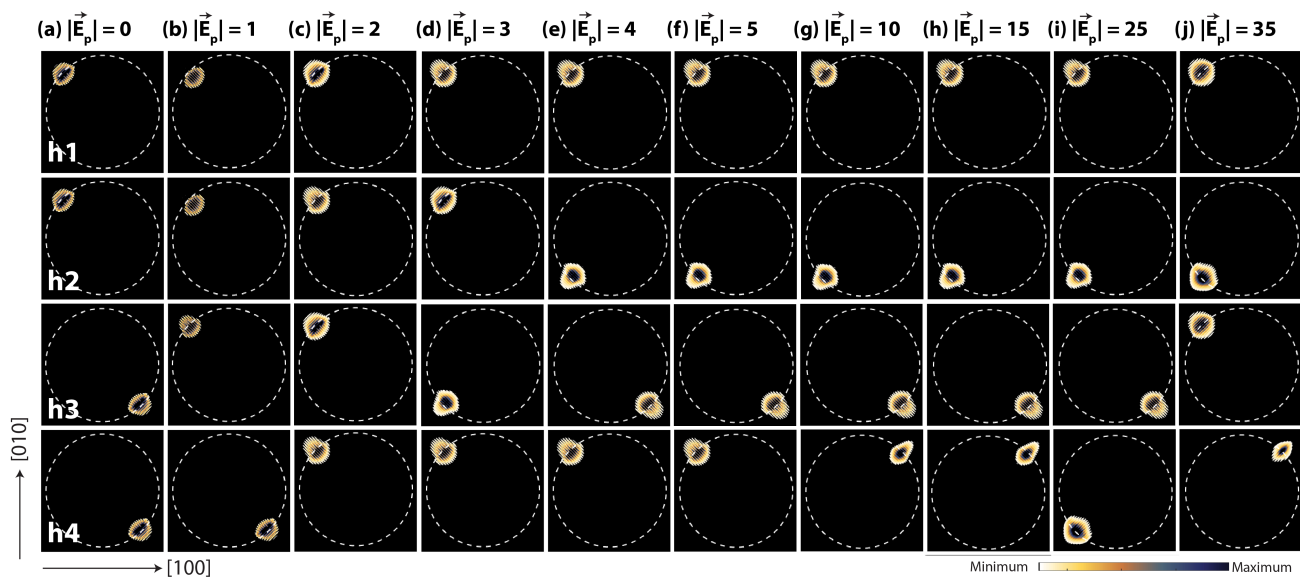 (a) |E⃗p| = 0 (b) |E⃗p| = 1 (c) |E⃗p| = 2 (d) |E⃗p| = 3 (e) |E⃗p| = 4 (f) |E⃗p| = 5 (g) |E⃗p| = 10 (h) |E⃗p| = 15 (i) |E⃗p| = 25 (j) |E⃗p| = 35
h1
h2
h3
h4
[010]
[100]
Minimum Maximum